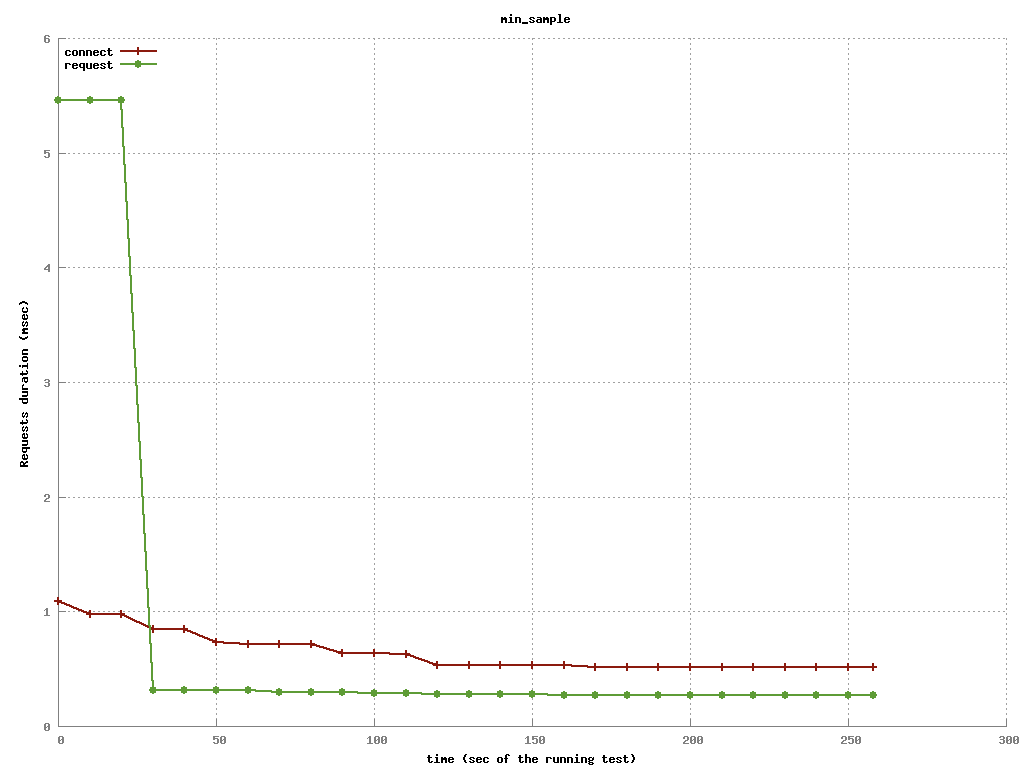 min_sample
connect
request
6
5
4
3
2
1
0
Requests duration (msec)
0 50 100 150 200 250 300
time (sec of the running test)